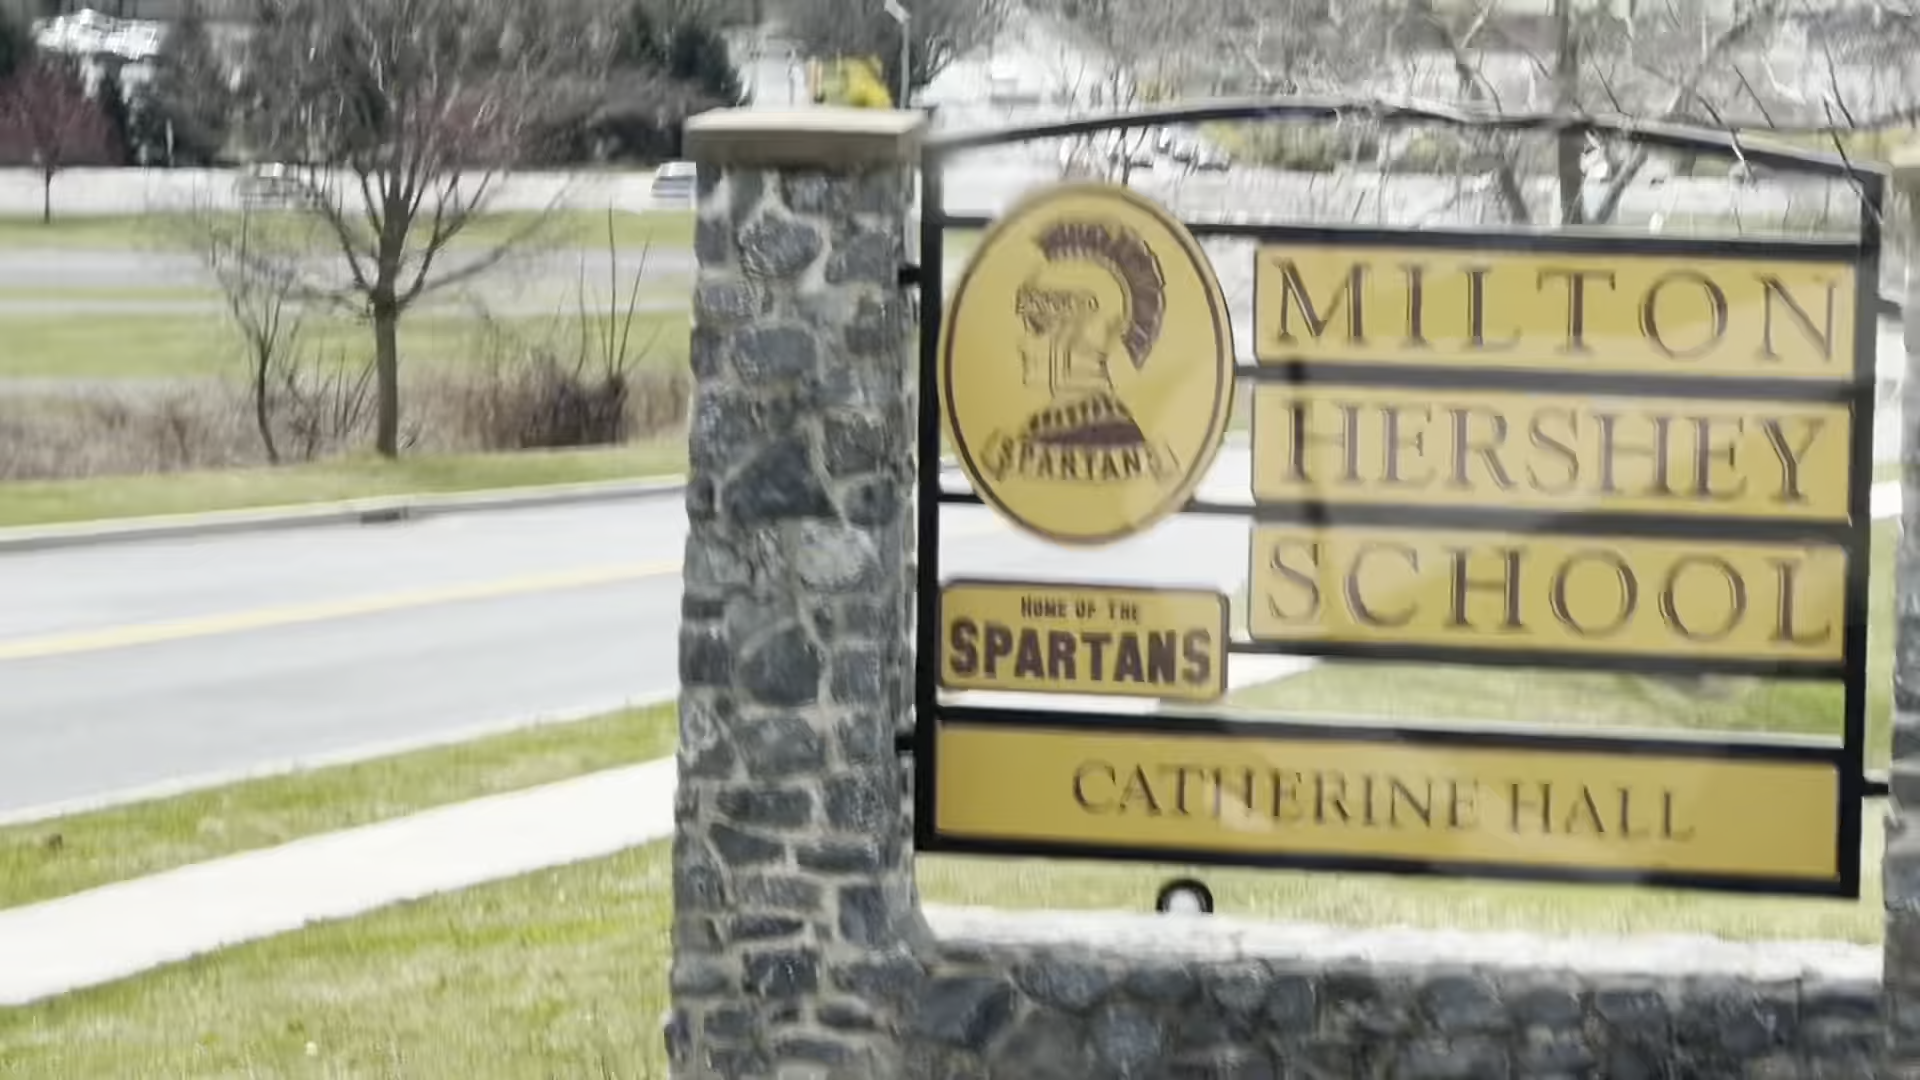 SPARTANS
HOME OF THE
SPARTANS
MILTON
HERSHEY
SCHOOL
CATHERINE HALL